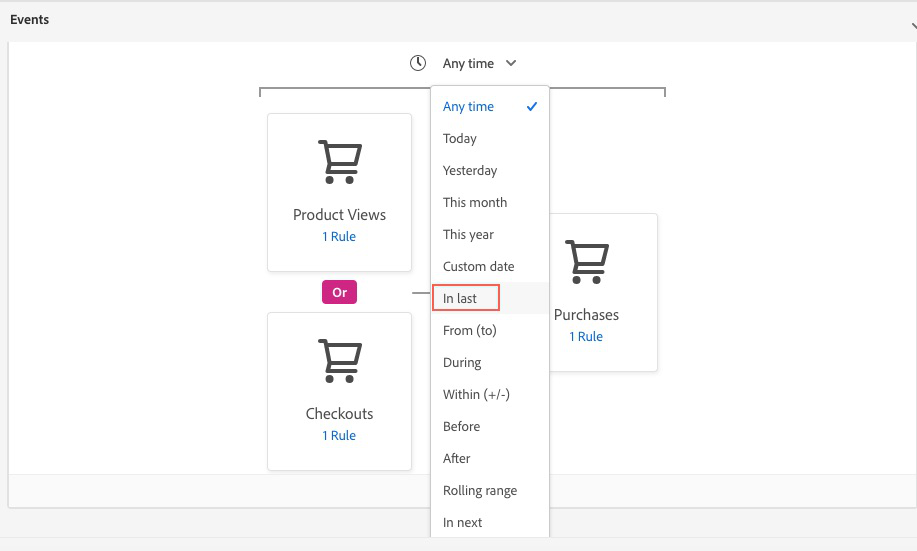 Events
Any time
Any time
Today
Yesterday
This month
This year
Custom date
In last
From (to)
During
Within (+/-)
Before
After
Rolling range
In next
Product Views
1 Rule
Or
Checkouts
1 Rule
Purchases
1 Rule